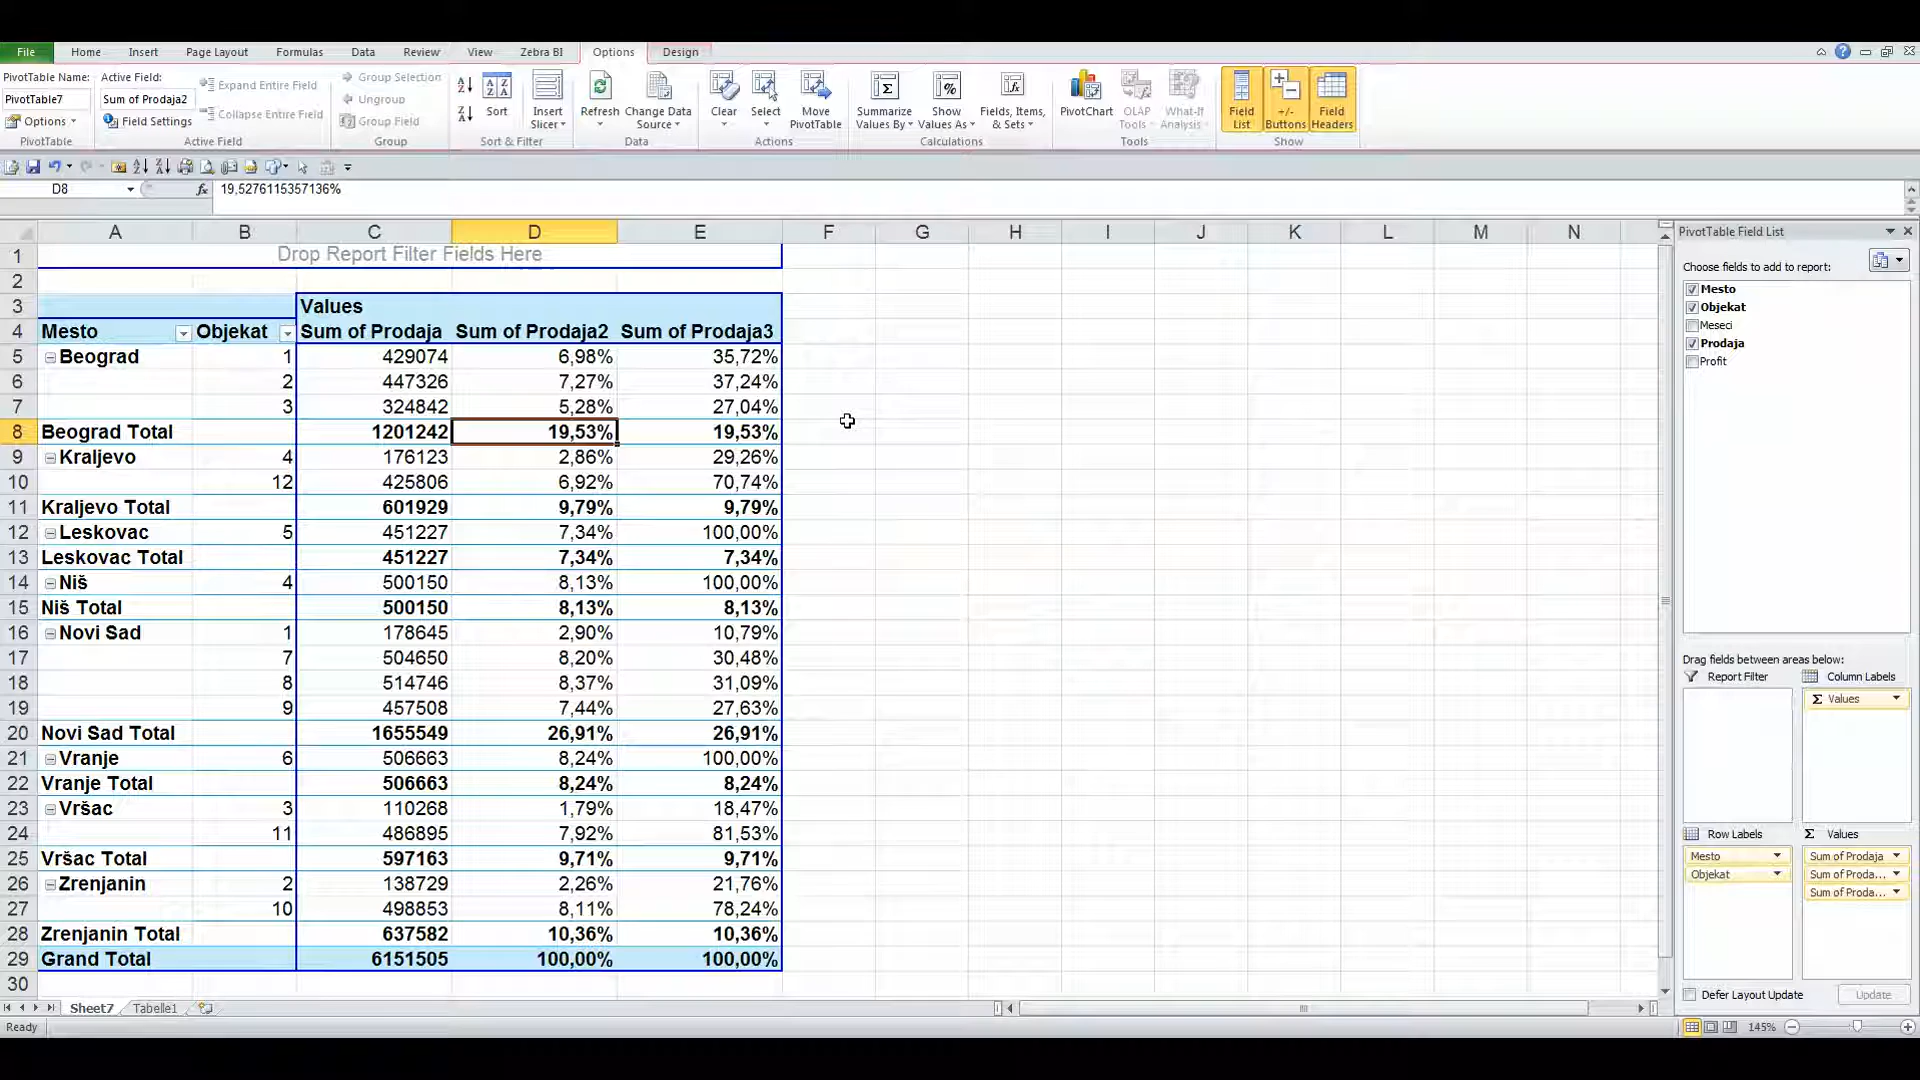 File Home Insert Page Layout Formulas Data Review View Zebra BI Options Design
PivotTable Name: Active Field: Expand Entire Field Group Selection
PivotTable7 Sum of Prodaja2 Ungroup
Options Field Settings Collapse Entire Field Group Field
Sort Insert Slicer Refresh Change Data Source Clear Select Move PivotTable Summarize Values By Show Values As Fields, Items, & Sets PivotChart OLAP Tools What-If Analysis Field List +/- Buttons Field Headers
PivotTable Active Field Group Sort & Filter Data Actions Calculations Tools Show
D8 fx 19,5276115357136%
A B C D E F G H I J K L M N
1 Drop Report Filter Fields Here
2
3 Values
4 Mesto Objekat Sum of Prodaja Sum of Prodaja2 Sum of Prodaja3
5 Beograd 1 429074 6,98% 35,72%
6 2 447326 7,27% 37,24%
7 3 324842 5,28% 27,04%
8 Beograd Total 1201242 19,53% 19,53%
9 Kraljevo 4 176123 2,86% 29,26%
10 12 425806 6,92% 70,74%
11 Kraljevo Total 601929 9,79% 9,79%
12 Leskovac 5 451227 7,34% 100,00%
13 Leskovac Total 451227 7,34% 7,34%
14 Niš 4 500150 8,13% 100,00%
15 Niš Total 500150 8,13% 8,13%
16 Novi Sad 1 178645 2,90% 10,79%
17 7 504650 8,20% 30,48%
18 8 514746 8,37% 31,09%
19 9 457508 7,44% 27,63%
20 Novi Sad Total 1655549 26,91% 26,91%
21 Vranje 6 506663 8,24% 100,00%
22 Vranje Total 506663 8,24% 8,24%
23 Vršac 3 110268 1,79% 18,47%
24 11 486895 7,92% 81,53%
25 Vršac Total 597163 9,71% 9,71%
26 Zrenjanin 2 138729 2,26% 21,76%
27 10 498853 8,11% 78,24%
28 Zrenjanin Total 637582 10,36% 10,36%
29 Grand Total 6151505 100,00% 100,00%
30
PivotTable Field List
Choose fields to add to report:
Mesto
Objekat
Meseci
Prodaja
Profit
Drag fields between areas below:
Report Filter Column Labels
Σ Values
Row Labels Σ Values
Mesto Sum of Prodaja
Objekat Sum of Proda...
Sum of Proda...
Defer Layout Update Update
Sheet7 Tabelle1
Ready 145%